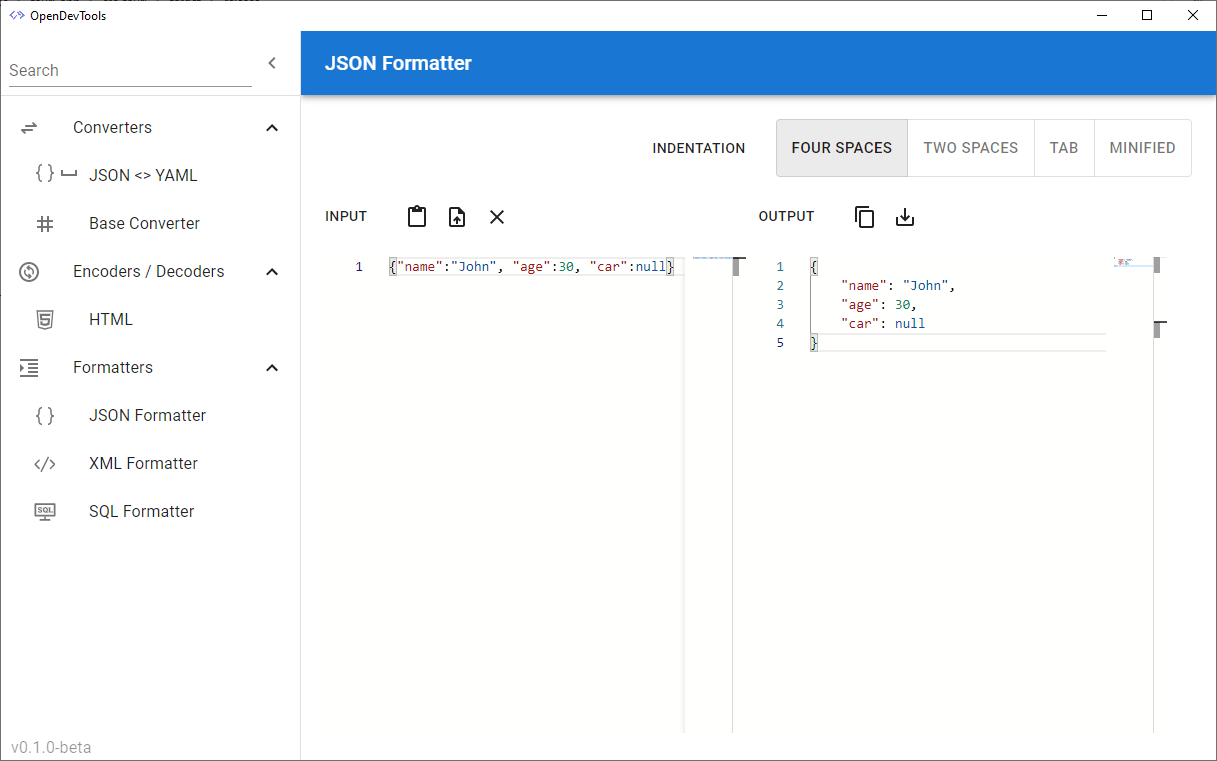 OpenDevTools
Search
JSON Formatter
Converters
JSON <> YAML
Base Converter
Encoders / Decoders
HTML
Formatters
JSON Formatter
XML Formatter
SQL
SQL Formatter
v0.1.0-beta
INDENTATION
FOUR SPACES
TWO SPACES
TAB
MINIFIED
INPUT
1 {"name":"John", "age":30, "car":null}
OUTPUT
1 {
2 "name": "John",
3 "age": 30,
4 "car": null
5 }